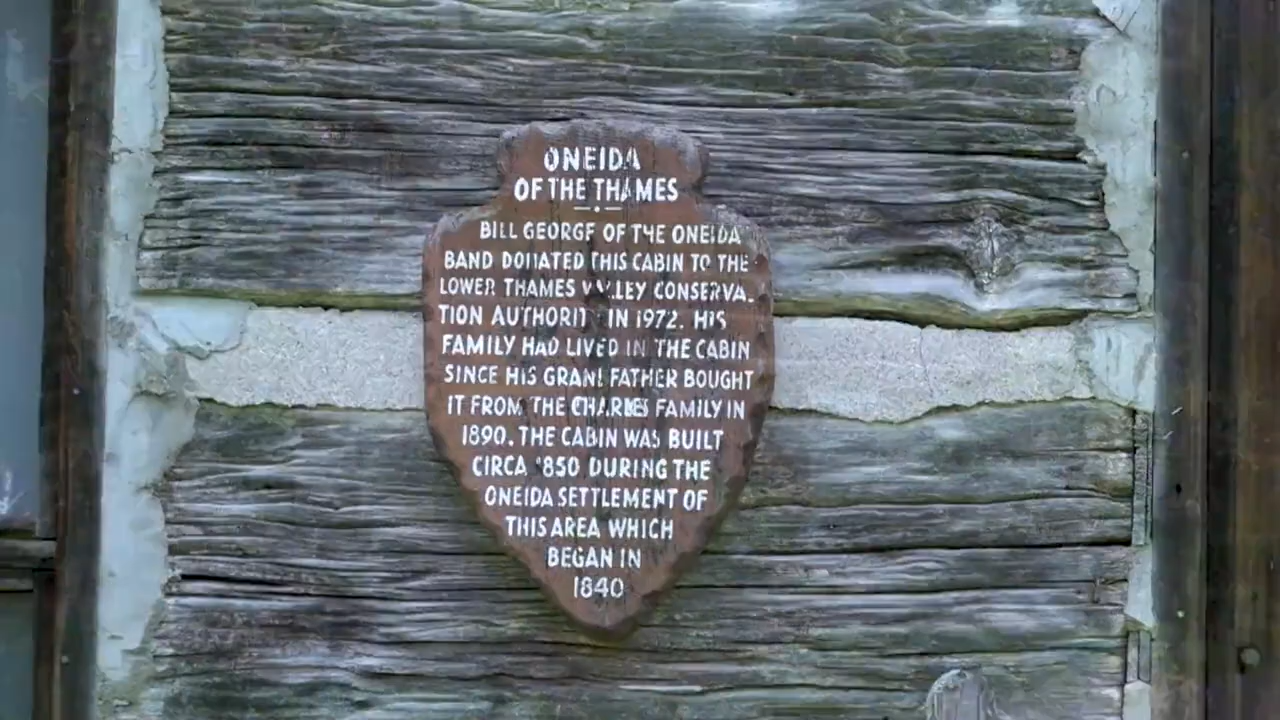 ONEIDA
OF THE THAMES
BILL GEORGE OF THE ONEIDA
BAND DONATED THIS CABIN TO THE
LOWER THAMES VALLEY CONSERVA-
TION AUTHORITY IN 1972. HIS
FAMILY HAD LIVED IN THE CABIN
SINCE HIS GRANDFATHER BOUGHT
IT FROM THE CHARLES FAMILY IN
1890. THE CABIN WAS BUILT
CIRCA 1850 DURING THE
ONEIDA SETTLEMENT OF
THIS AREA WHICH
BEGAN IN
1840